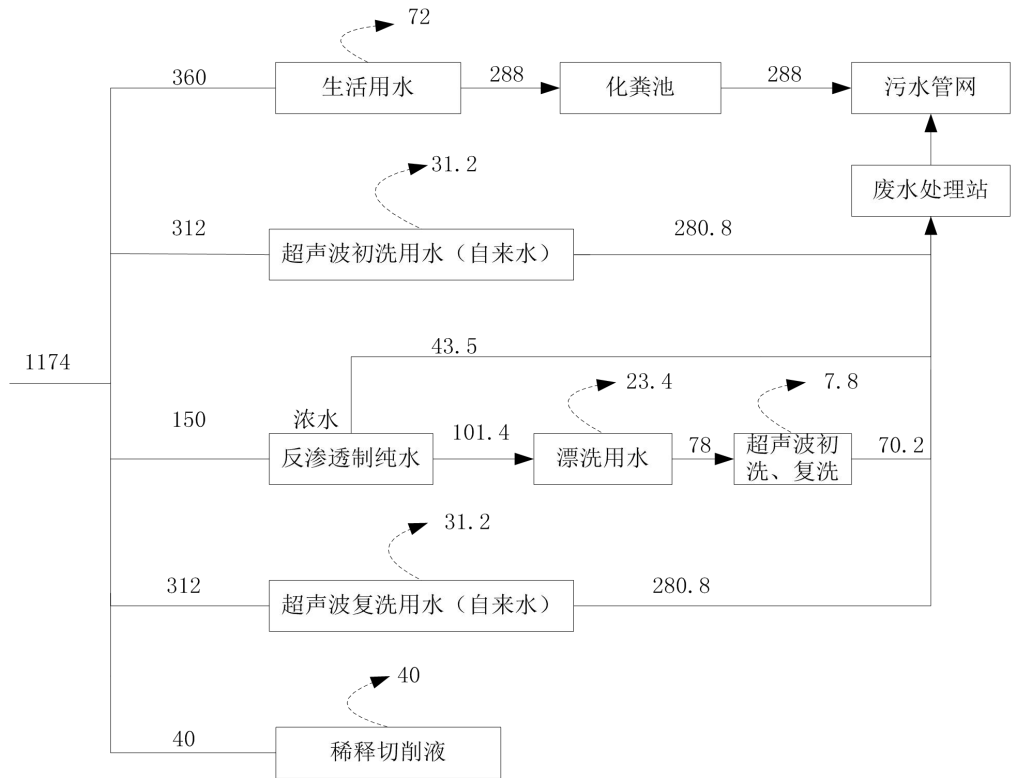 72
360
生活用水
288
化粪池
288
污水管网
31.2
废水处理站
312
超声波初洗用水（自来水）
280.8
1174
43.5
23.4
7.8
150
浓水
反渗透制纯水
101.4
漂洗用水
78
超声波初
洗、复洗
70.2
31.2
312
超声波复洗用水（自来水）
280.8
40
40
稀释切削液